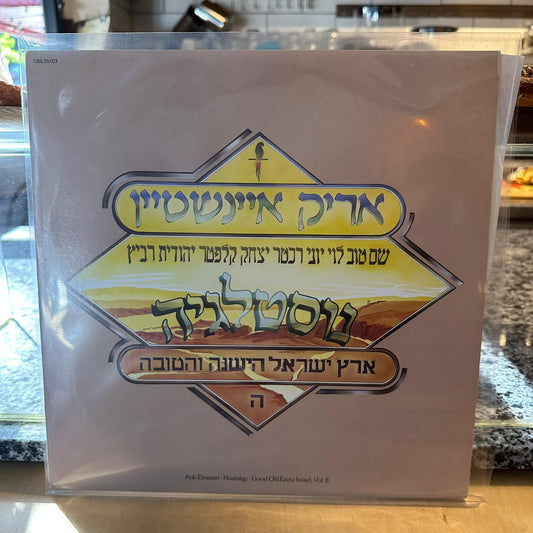 CBS 25107
אריק איינשטיין
שם טוב לוי יוני רכטר יצחק קלפטר יהודית רביץ
נוסטלגיה
ארץ ישראל הישנה והטובה
ה
Arik Einstein · Nostalgy · Good Old Eretz Israel, Vol. E.